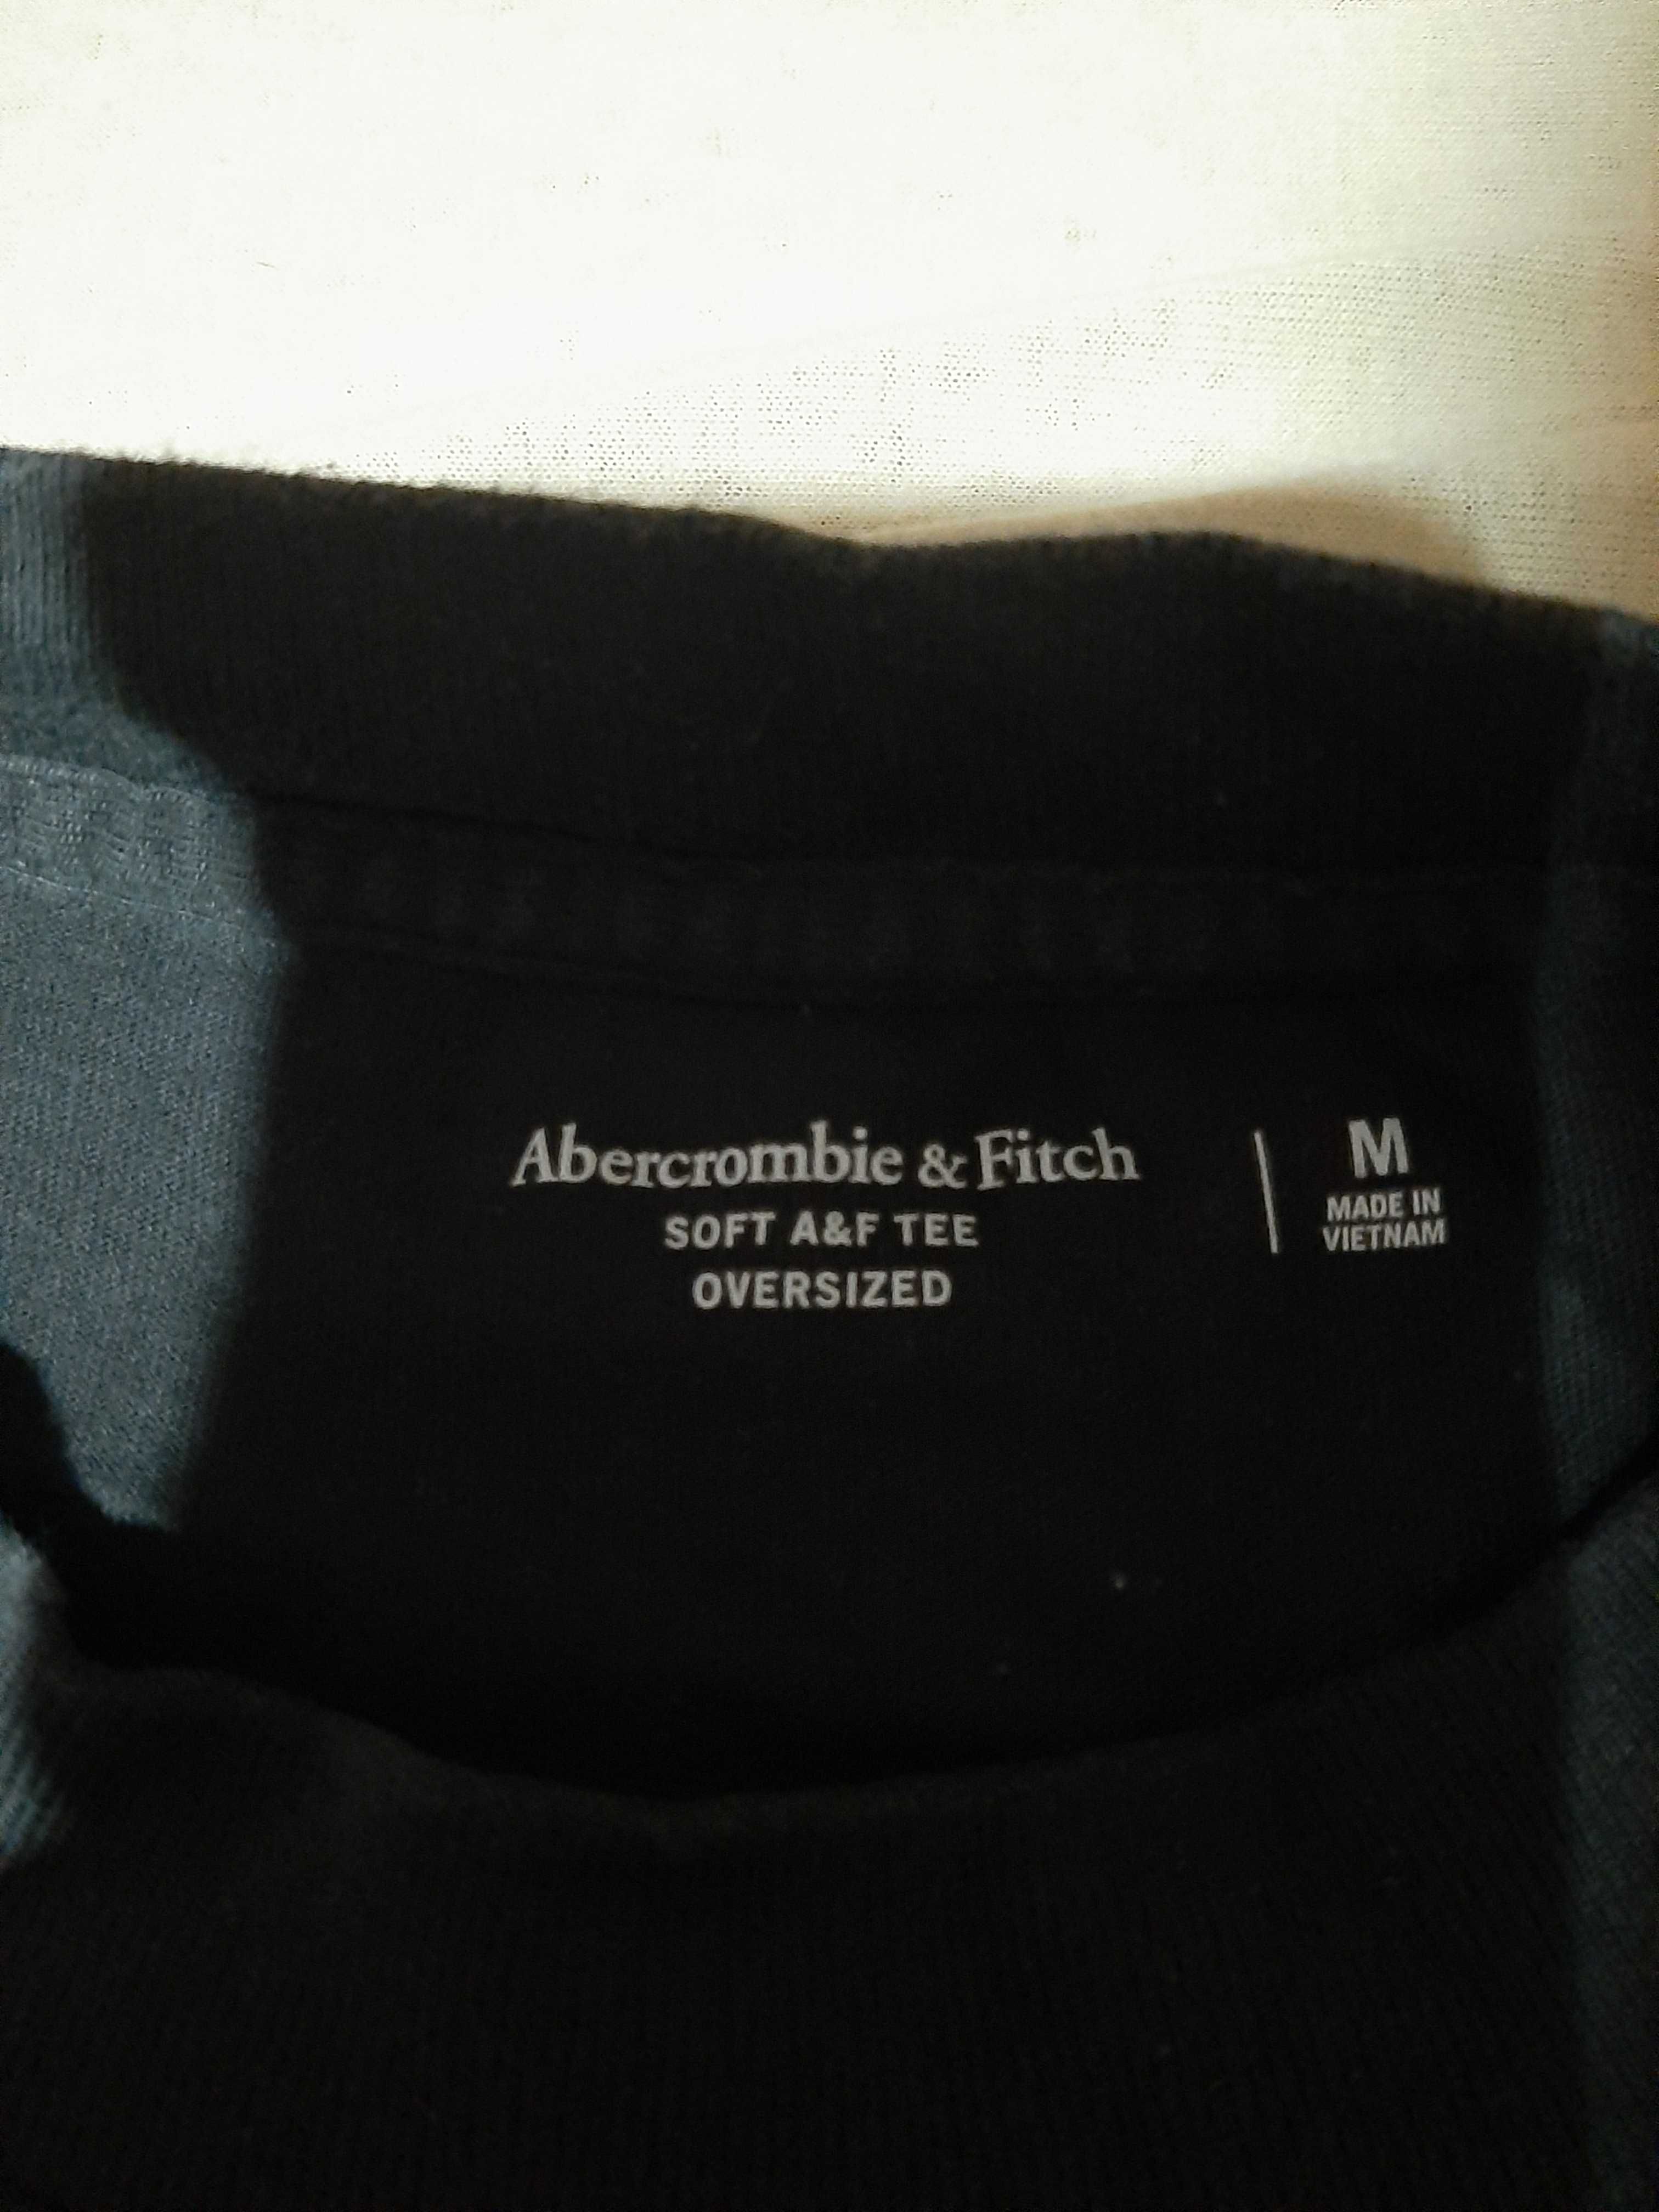 Abercrombie & Fitch
SOFT A&F TEE
OVERSIZED
M
MADE IN
VIETNAM